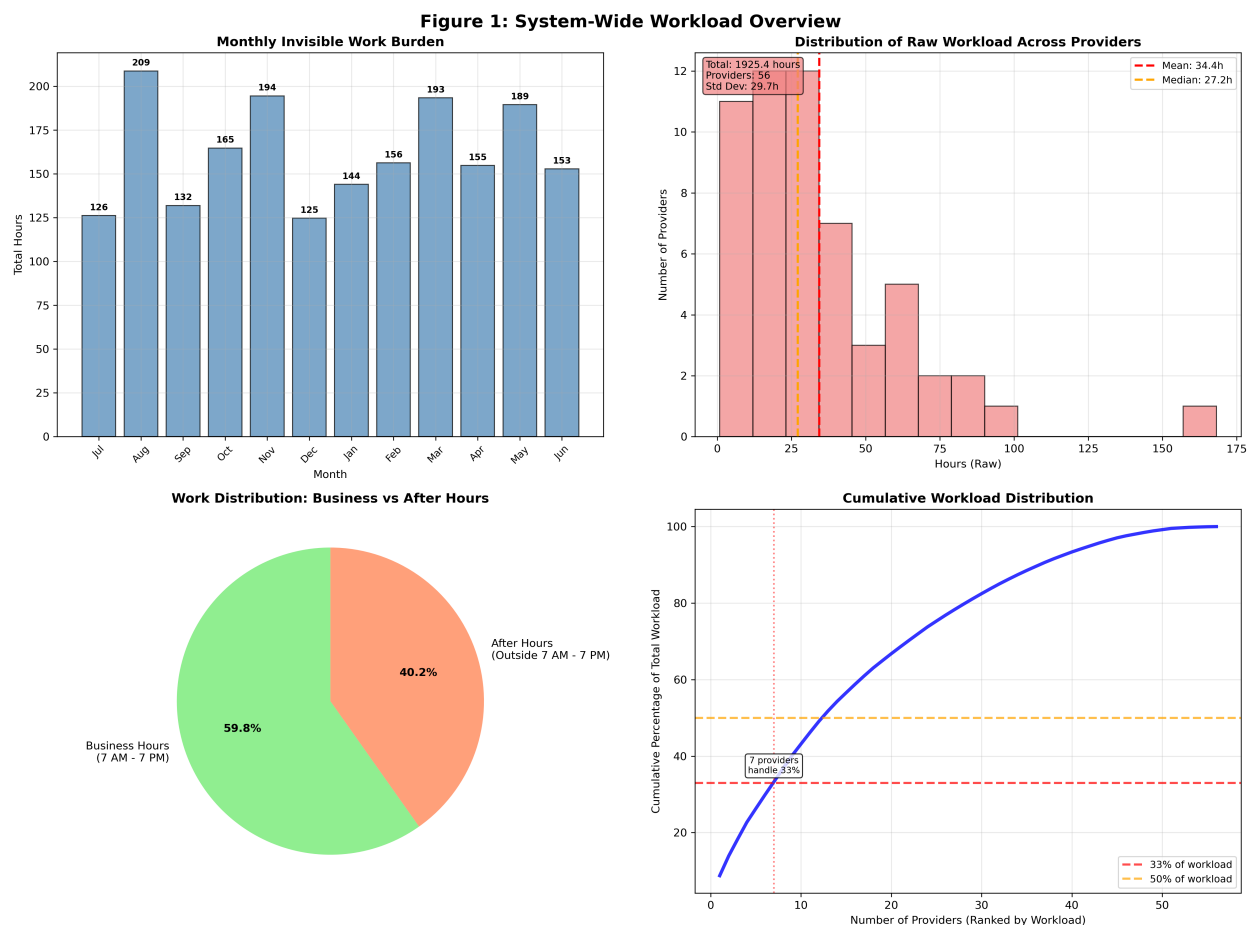 Figure 1: System-Wide Workload Overview
Monthly Invisible Work Burden
Total Hours
200
175
150
125
100
75
50
25
0
126
209
132
165
194
125
144
156
193
155
189
153
Jul
Aug
Sep
Oct
Nov
Dec
Jan
Feb
Mar
Apr
May
Jun
Month
Distribution of Raw Workload Across Providers
Number of Providers
12
10
8
6
4
2
0
Total: 1925.4 hours
Providers: 56
Std Dev: 29.7h
Mean: 34.4h
Median: 27.2h
0
25
50
75
100
125
150
175
Hours (Raw)
Work Distribution: Business vs After Hours
After Hours
(Outside 7 AM - 7 PM)
40.2%
59.8%
Business Hours
(7 AM - 7 PM)
Cumulative Workload Distribution
Cumulative Percentage of Total Workload
100
80
60
40
20
7 providers
handle 33%
33% of workload
50% of workload
0
10
20
30
40
50
Number of Providers (Ranked by Workload)